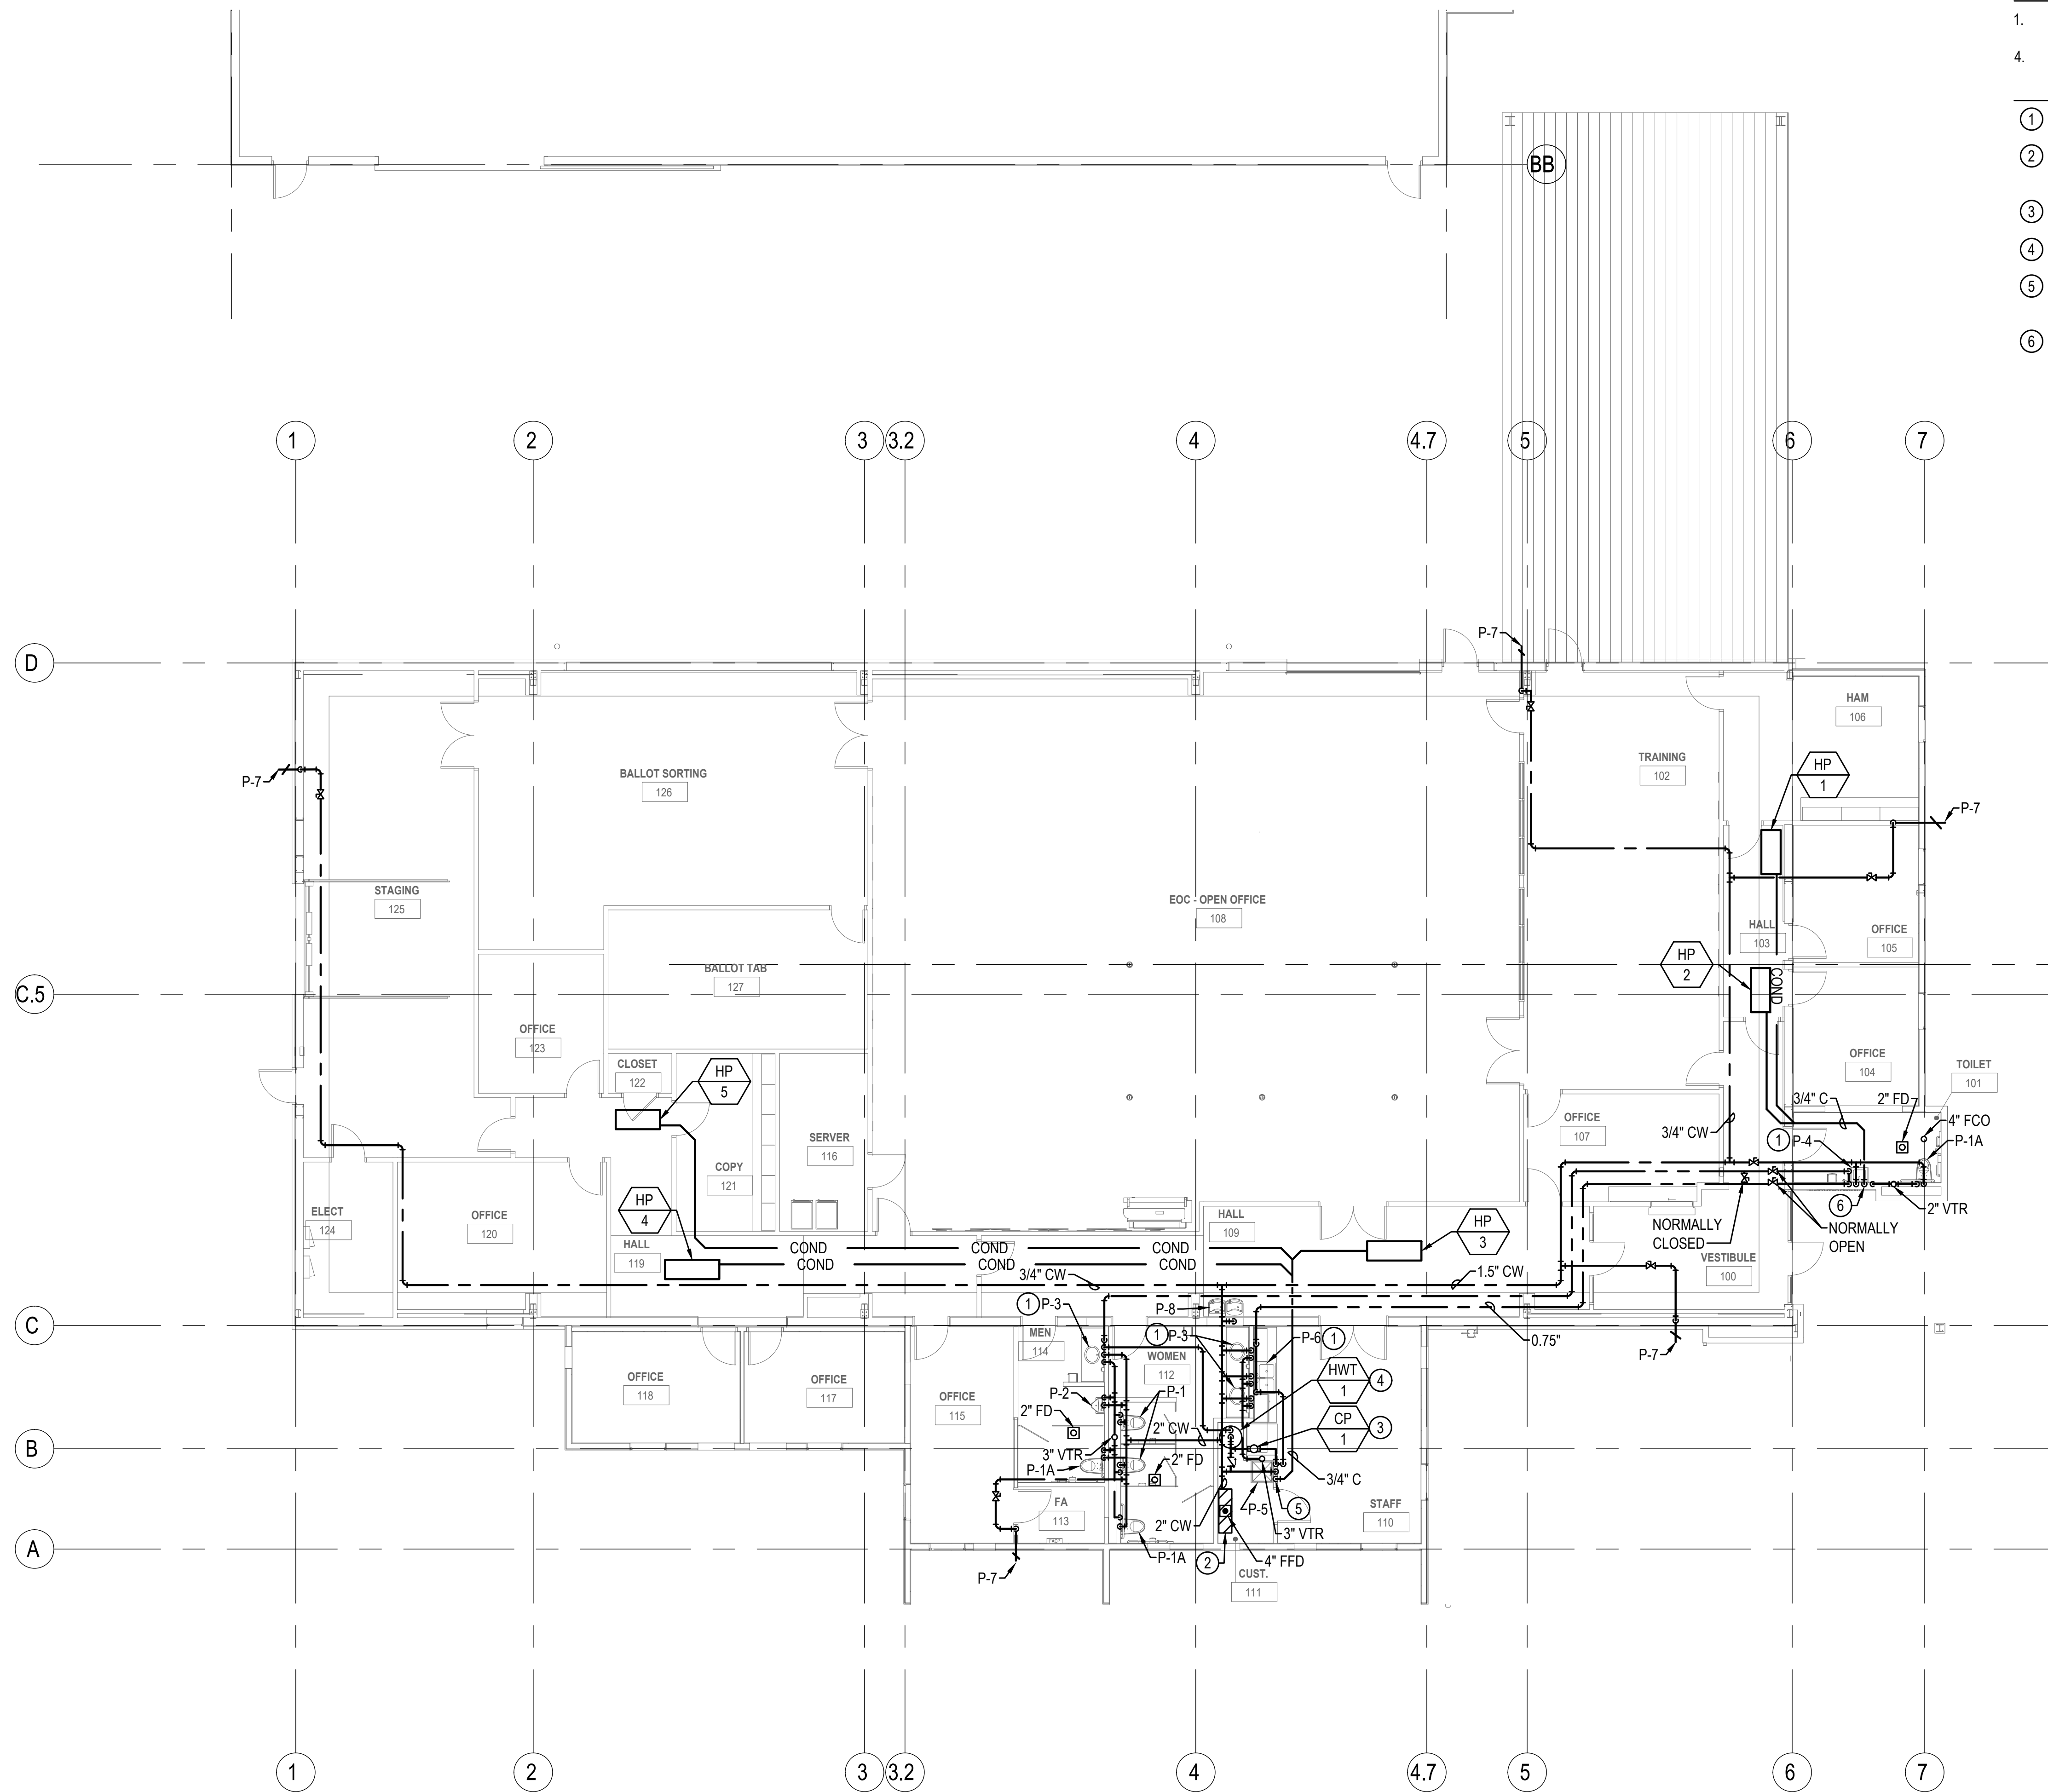 1.
4.
1
2
BB
3
4
5
6
1
2
3
3.2
4
4.7
5
6
7
P-7
D
HAM
106
TRAINING
102
HP
1
BALLOT SORTING
126
P-7
P-7
STAGING
125
EOC - OPEN OFFICE
108
HALL
103
OFFICE
105
HP
2
BALLOT TAB
127
COND
C.5
OFFICE
123
CLOSET
122
HP
5
OFFICE
104
TOILET
101
3/4" C
2" FD
4" FCO
SERVER
116
OFFICE
107
3/4" CW
1
P-4
P-1A
COPY
121
HP
4
ELECT
124
OFFICE
120
HALL
109
HP
3
6
2" VTR
NORMALLY
CLOSED
NORMALLY
OPEN
HALL
119
COND
COND
COND
COND
COND
COND
VESTIBULE
100
3/4" CW
1.5" CW
1
P-3
P-8
C
MEN
114
1
P-3
P-6
1
0.75"
P-7
WOMEN
112
OFFICE
118
OFFICE
117
OFFICE
115
P-2
P-1
HWT
1
4
2" FD
2" CW
CP
1
3
B
3" VTR
2" FD
P-1A
3/4" C
FA
113
P-5
5
STAFF
110
2" CW
3" VTR
A
FACP
P-1A
2
4" FFD
P-7
CUST.
111
1
2
3
3.2
4
4.7
5
6
7